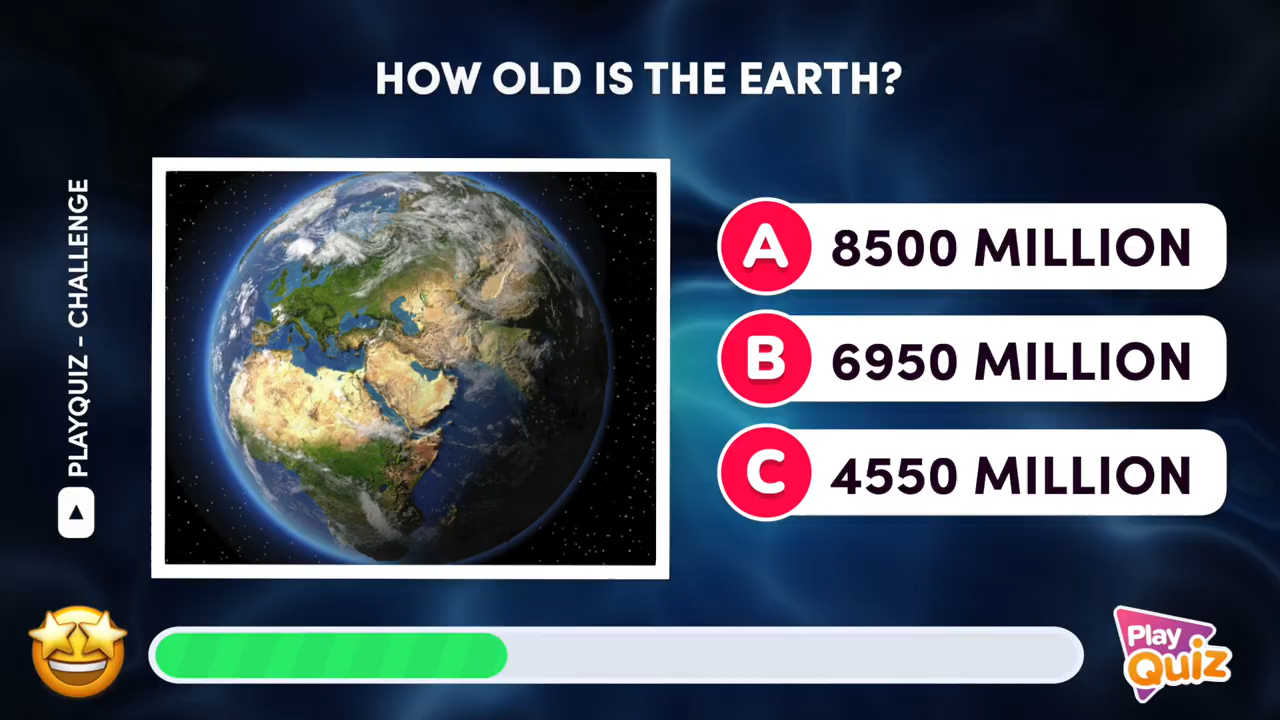 HOW OLD IS THE EARTH?
PLAYQUIZ - CHALLENGE
A 8500 MILLION
B 6950 MILLION
C 4550 MILLION
Play
Quiz